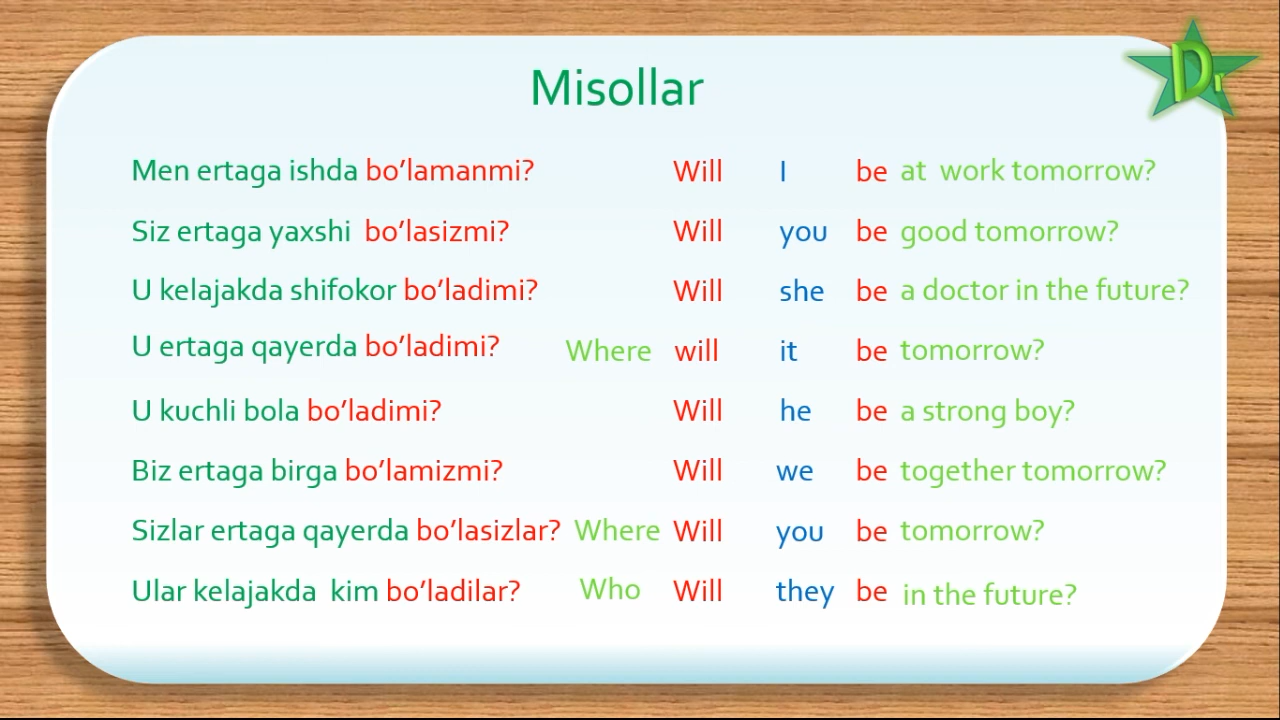 Misollar
Dr
Men ertaga ishda bo’lamanmi? Will I be at work tomorrow?
Siz ertaga yaxshi bo’lasizmi? Will you be good tomorrow?
U kelajakda shifokor bo’ladimi? Will she be a doctor in the future?
U ertaga qayerda bo’ladimi? Where will it be tomorrow?
U kuchli bola bo’ladimi? Will he be a strong boy?
Biz ertaga birga bo’lamizmi? Will we be together tomorrow?
Sizlar ertaga qayerda bo’lasizlar? Where Will you be tomorrow?
Ular kelajakda kim bo’ladilar? Who Will they be in the future?